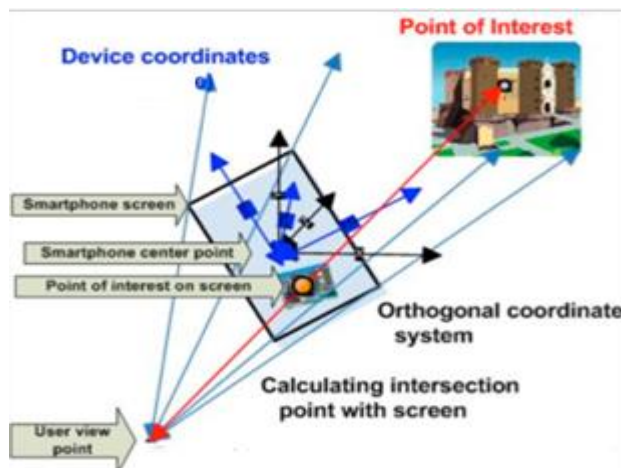 Point of Interest
Device coordinates
Smartphone screen
Smartphone center point
Point of interest on screen
Orthogonal coordinate
system
Calculating intersection
point with screen
User view
point